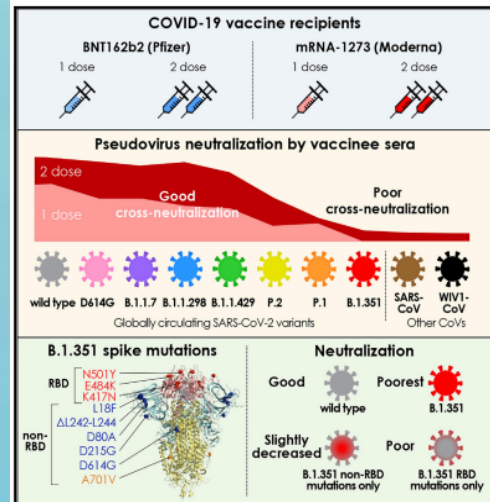 COVID-19 vaccine recipients
BNT162b2 (Pfizer)
1 dose
2 dose
mRNA-1273 (Moderna)
1 dose
2 dose
Pseudovirus neutralization by vaccinee sera
2 dose
1 dose
Good
cross-neutralization
Poor
cross-neutralization
wild type D614G B.1.1.7 B.1.1.298 B.1.1.429 P.2 P.1 B.1.351 SARS-CoV WIV1-CoV
Globally circulating SARS-CoV-2 variants
Other CoVs
B.1.351 spike mutations
RBD
N501Y
E484K
K417N
non-RBD
L18F
ΔL242-L244
D80A
D215G
D614G
A701V
Neutralization
Good
wild type
Poorest
B.1.351
Slightly
decreased
B.1.351 non-RBD
mutations only
Poor
B.1.351 RBD
mutations only